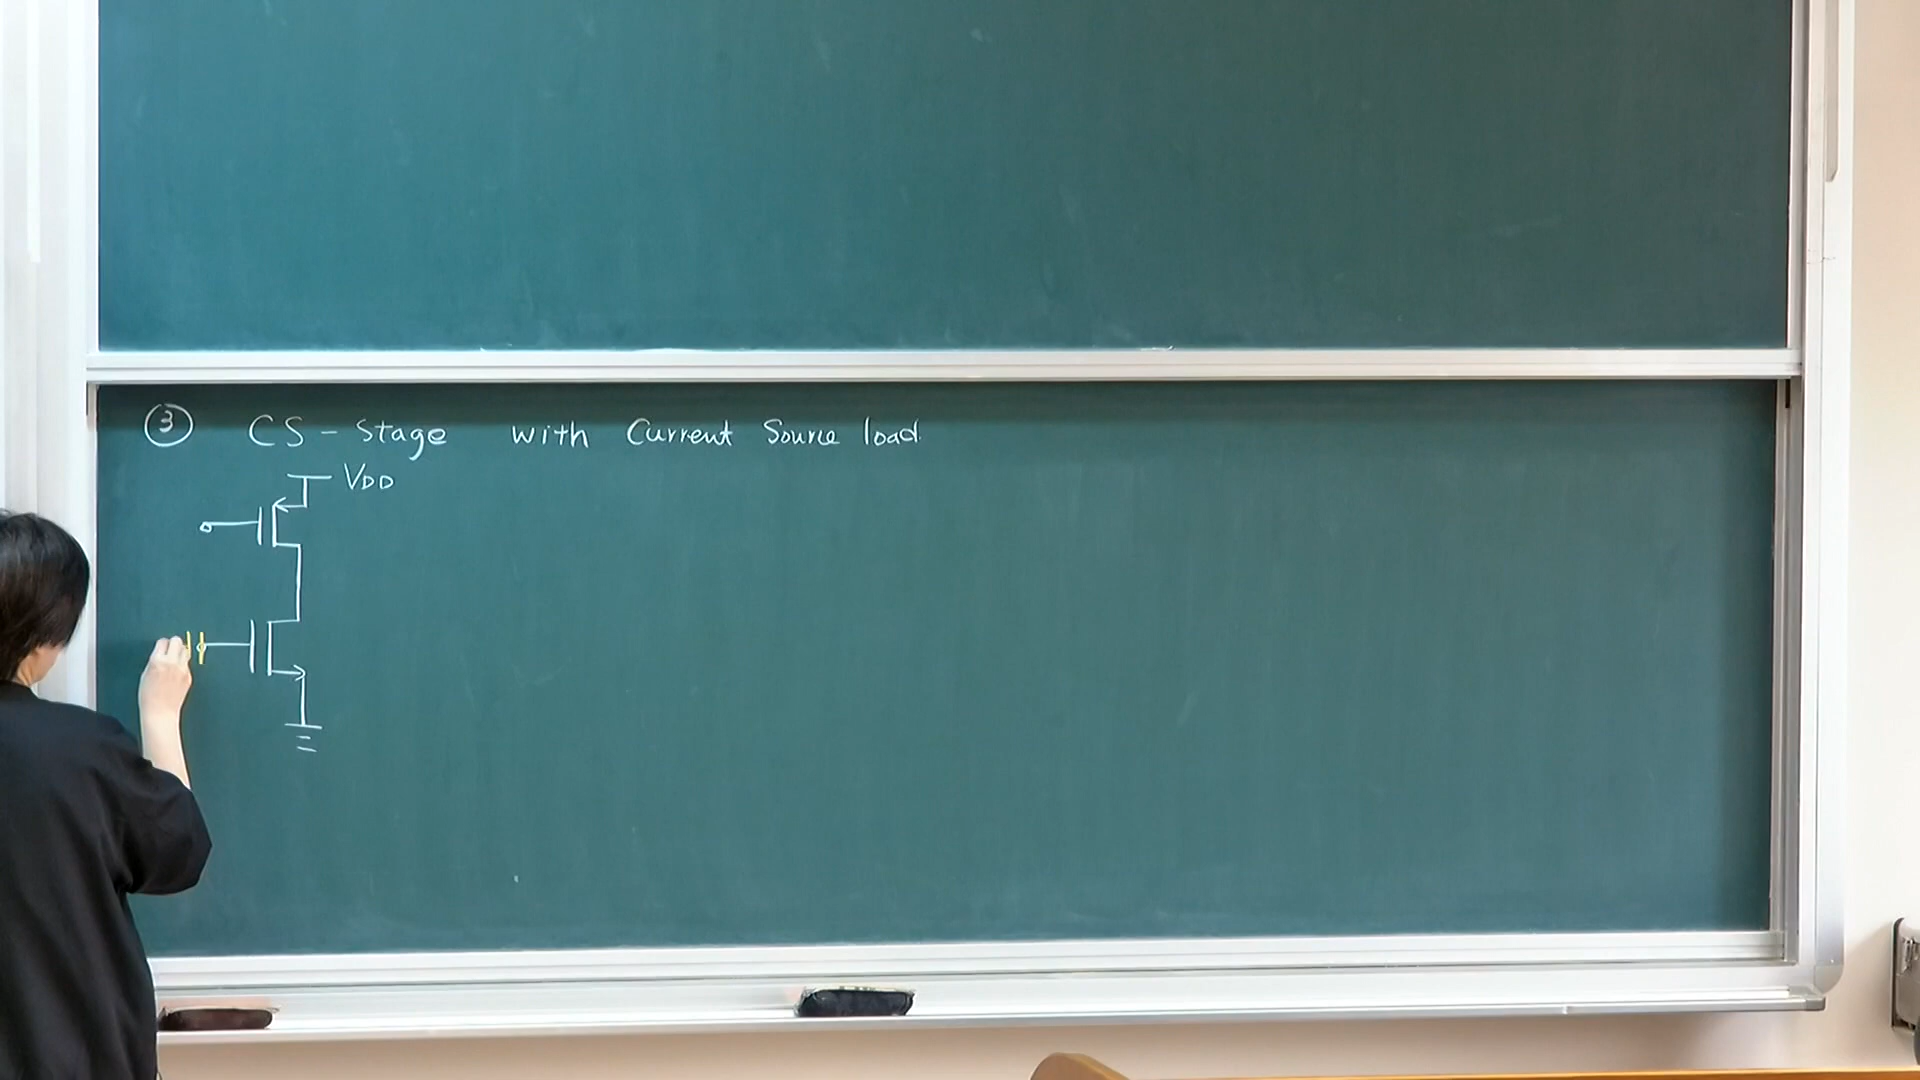 ③ CS - Stage with Current Source load
VDD